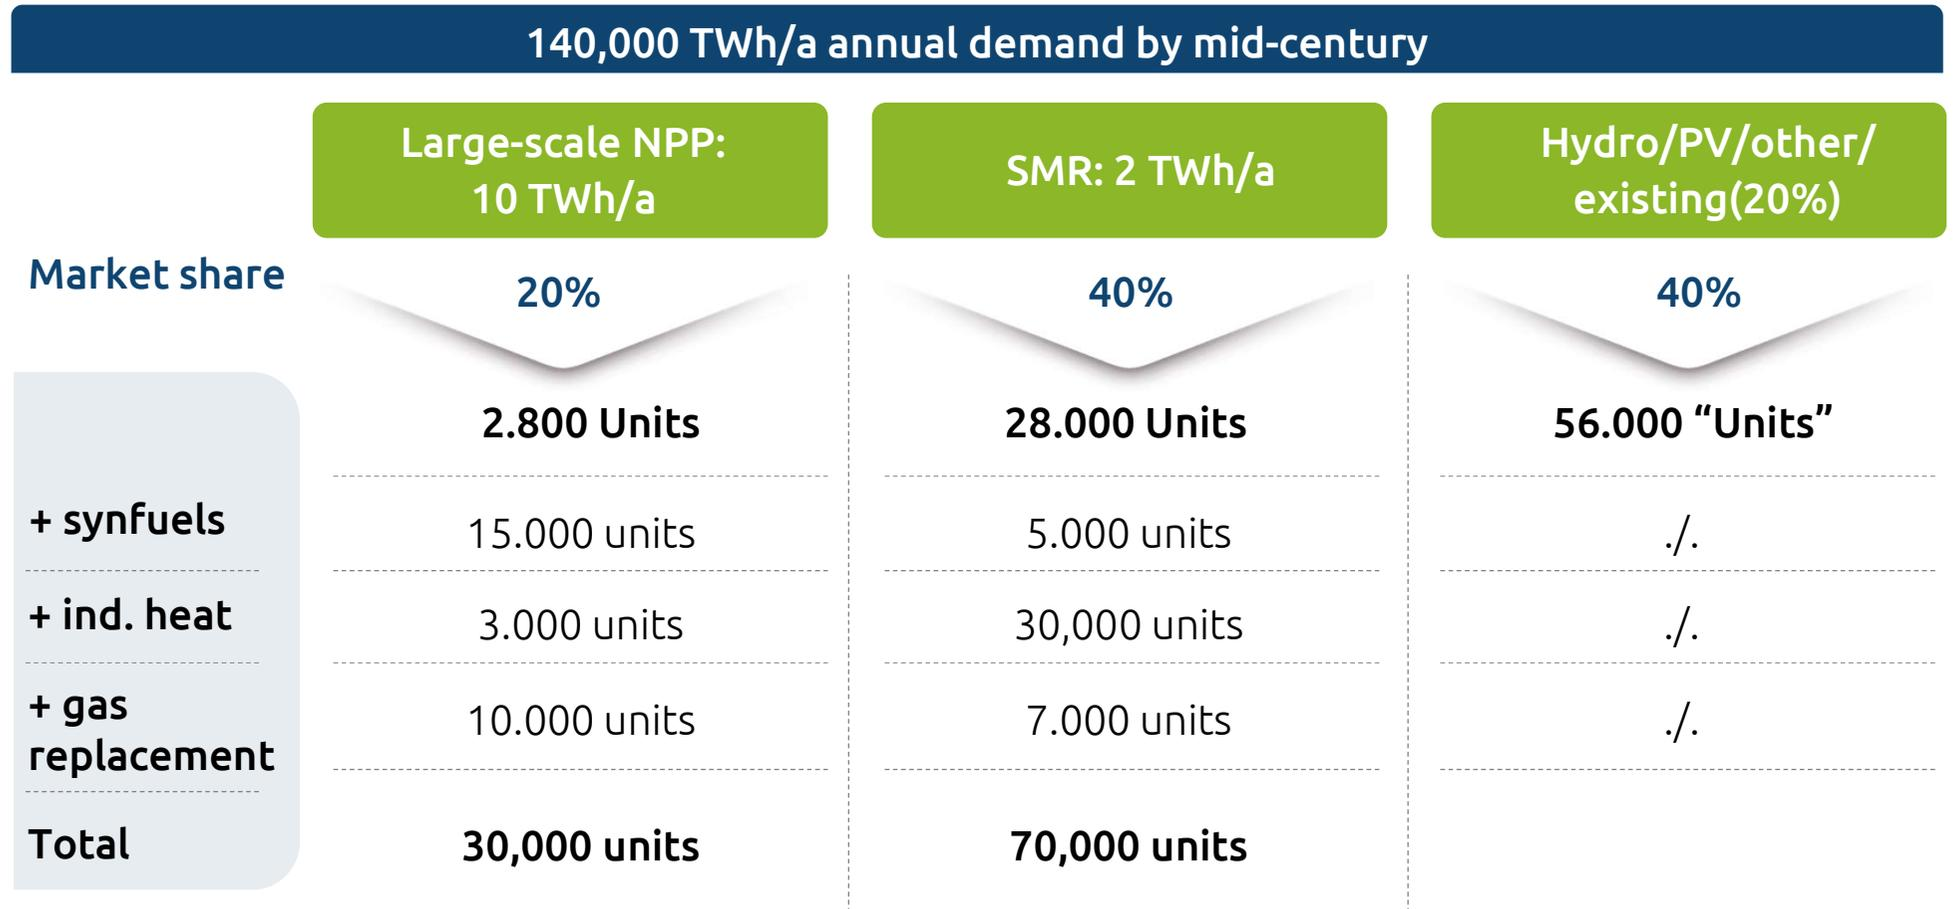 140,000 TWh/a annual demand by mid-century
Large-scale NPP:
10 TWh/a
SMR: 2 TWh/a
Hydro/PV/other/
existing(20%)
Market share
20%
40%
40%
2.800 Units
28.000 Units
56.000 “Units”
+ synfuels
15.000 units
5.000 units
./.
+ ind. heat
3.000 units
30,000 units
./.
+ gas
replacement
10.000 units
7.000 units
./.
Total
30,000 units
70,000 units